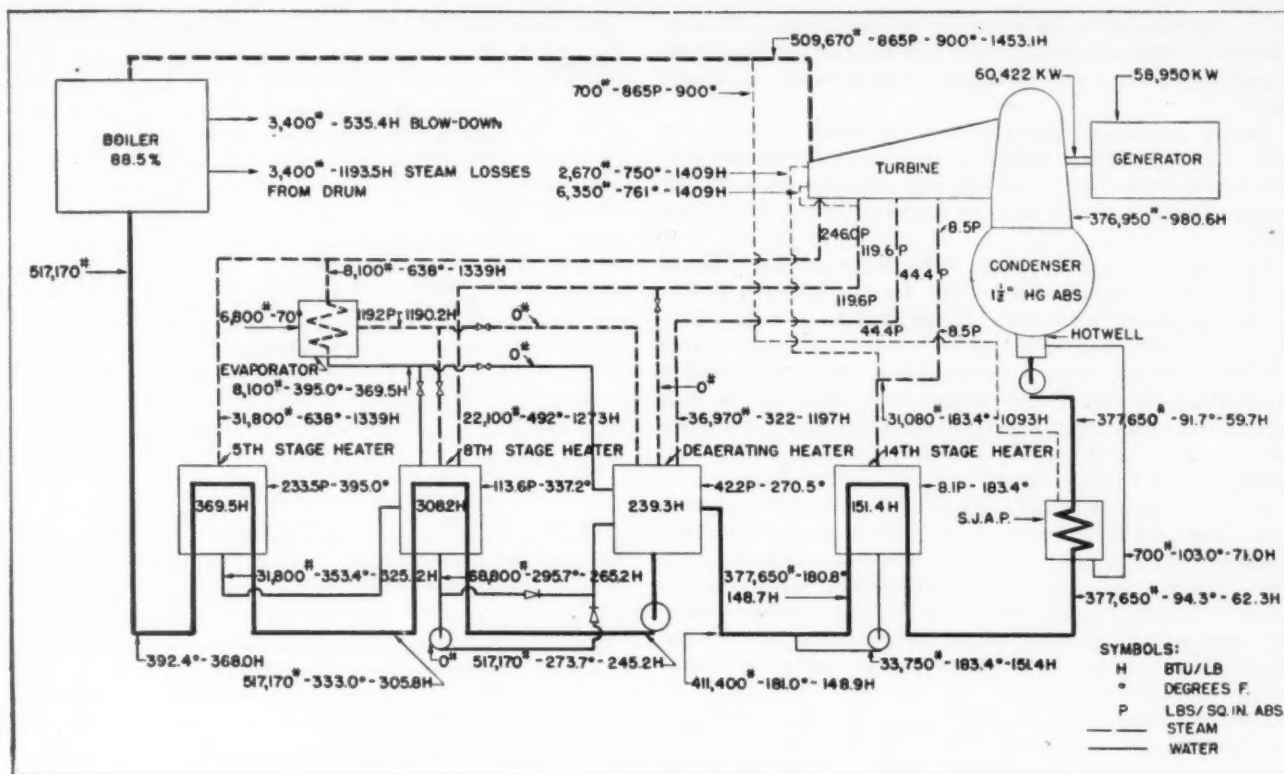 509,670# - 865P - 900° - 1453.1H
60,422 KW
58,950 KW
700# - 865P - 900°
BOILER
88.5%
3,400# - 535.4H BLOW-DOWN
3,400# - 1193.5H STEAM LOSSES
FROM DRUM
TURBINE
GENERATOR
2,670# - 750° - 1409H
6,350# - 761° - 1409H
376,950# - 980.6H
246.0P
119.6P
44.4P
8.5P
517,170#
8,100# - 638° - 1339H
CONDENSER
1½" HG ABS
119.6P
44.4P
8.5P
6,800# - 70°
119.2P - 1190.2H
0#
HOTWELL
EVAPORATOR
0#
8,100# - 395.0° - 369.5H
0#
31,800# - 638° - 1339H
22,100# - 492° - 1273H
36,970# - 322 - 1197H
31,080 - 183.4° - 1093H
377,650# - 91.7° - 59.7H
5TH STAGE HEATER
8TH STAGE HEATER
DEAERATING HEATER
14TH STAGE HEATER
369.5H
233.5P - 395.0°
308.2H
113.6P - 337.2°
239.3H
42.2P - 270.5°
151.4H
8.1P - 183.4°
S.J.A.P.
31,800# - 353.4° - 325.2H
68,800# - 295.7° - 265.2H
377,650# - 180.8°
148.7H
700# - 103.0° - 71.0H
377,650# - 94.3° - 62.3H
392.4° - 368.0H
517,170# - 333.0° - 305.8H
0#
517,170# - 273.7° - 245.2H
411,400# - 181.0° - 148.9H
33,750# - 183.4° - 151.4H
SYMBOLS:
H BTU/LB
° DEGREES F.
P LBS/SQ.IN. ABS
STEAM
WATER